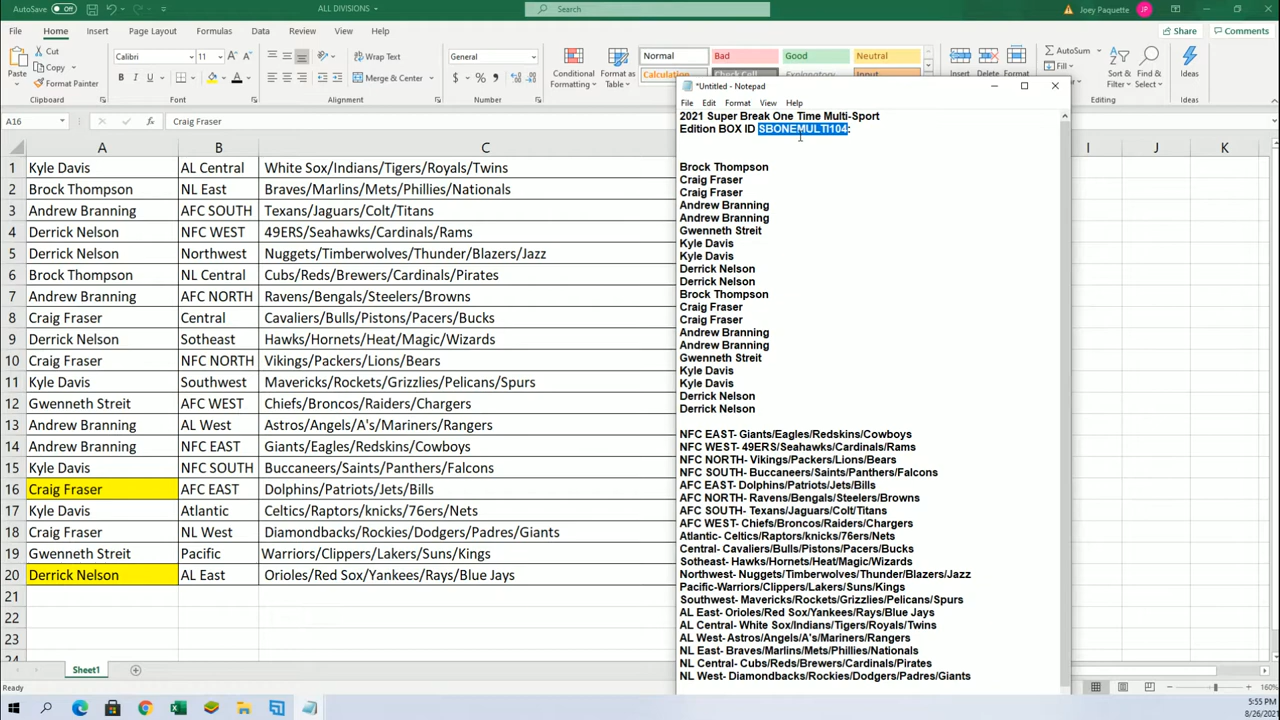 AutoSave Off
ALL DIVISIONS
Search
Joey Paquette
JP
File Home Insert Page Layout Formulas Data Review View Help
Share Comments
Cut
Copy
Format Painter
Paste
Clipboard
Calibri 11
Font
Wrap Text
Merge & Center
Alignment
General
Number
Conditional Formatting
Format as Table
Normal Bad Good Neutral
Calculation Check Cell Explanatory ... Input
Insert Delete Format
AutoSum
Fill
Clear
Sort & Filter
Find & Select
Editing
Ideas
Ideas
A16
Craig Fraser
A B C I J K
1 Kyle Davis AL Central White Sox/Indians/Tigers/Royals/Twins
2 Brock Thompson NL East Braves/Marlins/Mets/Phillies/Nationals
3 Andrew Branning AFC SOUTH Texans/Jaguars/Colt/Titans
4 Derrick Nelson NFC WEST 49ERS/Seahawks/Cardinals/Rams
5 Derrick Nelson Northwest Nuggets/Timberwolves/Thunder/Blazers/Jazz
6 Brock Thompson NL Central Cubs/Reds/Brewers/Cardinals/Pirates
7 Andrew Branning AFC NORTH Ravens/Bengals/Steelers/Browns
8 Craig Fraser Central Cavaliers/Bulls/Pistons/Pacers/Bucks
9 Derrick Nelson Sotheast Hawks/Hornets/Heat/Magic/Wizards
10 Craig Fraser NFC NORTH Vikings/Packers/Lions/Bears
11 Kyle Davis Southwest Mavericks/Rockets/Grizzlies/Pelicans/Spurs
12 Gwenneth Streit AFC WEST Chiefs/Broncos/Raiders/Chargers
13 Andrew Branning AL West Astros/Angels/A's/Mariners/Rangers
14 Andrew Branning NFC EAST Giants/Eagles/Redskins/Cowboys
15 Kyle Davis NFC SOUTH Buccaneers/Saints/Panthers/Falcons
16 Craig Fraser AFC EAST Dolphins/Patriots/Jets/Bills
17 Kyle Davis Atlantic Celtics/Raptors/knicks/76ers/Nets
18 Craig Fraser NL West Diamondbacks/Rockies/Dodgers/Padres/Giants
19 Gwenneth Streit Pacific Warriors/Clippers/Lakers/Suns/Kings
20 Derrick Nelson AL East Orioles/Red Sox/Yankees/Rays/Blue Jays
21
22
23
24
Sheet1
Ready
*Untitled - Notepad
File Edit Format View Help
2021 Super Break One Time Multi-Sport
Edition BOX ID SBONEMULTI104:
Brock Thompson
Craig Fraser
Craig Fraser
Andrew Branning
Andrew Branning
Gwenneth Streit
Kyle Davis
Kyle Davis
Derrick Nelson
Derrick Nelson
Brock Thompson
Craig Fraser
Craig Fraser
Andrew Branning
Andrew Branning
Gwenneth Streit
Kyle Davis
Kyle Davis
Derrick Nelson
Derrick Nelson
NFC EAST- Giants/Eagles/Redskins/Cowboys
NFC WEST- 49ERS/Seahawks/Cardinals/Rams
NFC NORTH- Vikings/Packers/Lions/Bears
NFC SOUTH- Buccaneers/Saints/Panthers/Falcons
AFC EAST- Dolphins/Patriots/Jets/Bills
AFC NORTH- Ravens/Bengals/Steelers/Browns
AFC SOUTH- Texans/Jaguars/Colt/Titans
AFC WEST- Chiefs/Broncos/Raiders/Chargers
Atlantic- Celtics/Raptors/knicks/76ers/Nets
Central- Cavaliers/Bulls/Pistons/Pacers/Bucks
Sotheast- Hawks/Hornets/Heat/Magic/Wizards
Northwest- Nuggets/Timberwolves/Thunder/Blazers/Jazz
Pacific-Warriors/Clippers/Lakers/Suns/Kings
Southwest- Mavericks/Rockets/Grizzlies/Pelicans/Spurs
AL East- Orioles/Red Sox/Yankees/Rays/Blue Jays
AL Central- White Sox/Indians/Tigers/Royals/Twins
AL West- Astros/Angels/A's/Mariners/Rangers
NL East- Braves/Marlins/Mets/Phillies/Nationals
NL Central- Cubs/Reds/Brewers/Cardinals/Pirates
NL West- Diamondbacks/Rockies/Dodgers/Padres/Giants
160%
5:55 PM
8/26/2021